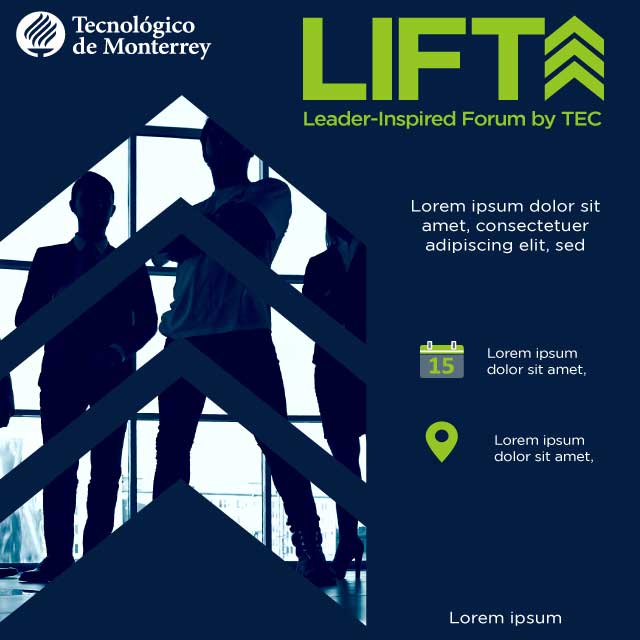 Tecnológico
de Monterrey
LIFT
Leader-Inspired Forum by TEC
Lorem ipsum dolor sit
amet, consectetuer
adipiscing elit, sed
15
Lorem ipsum
dolor sit amet,
Lorem ipsum
dolor sit amet,
Lorem ipsum